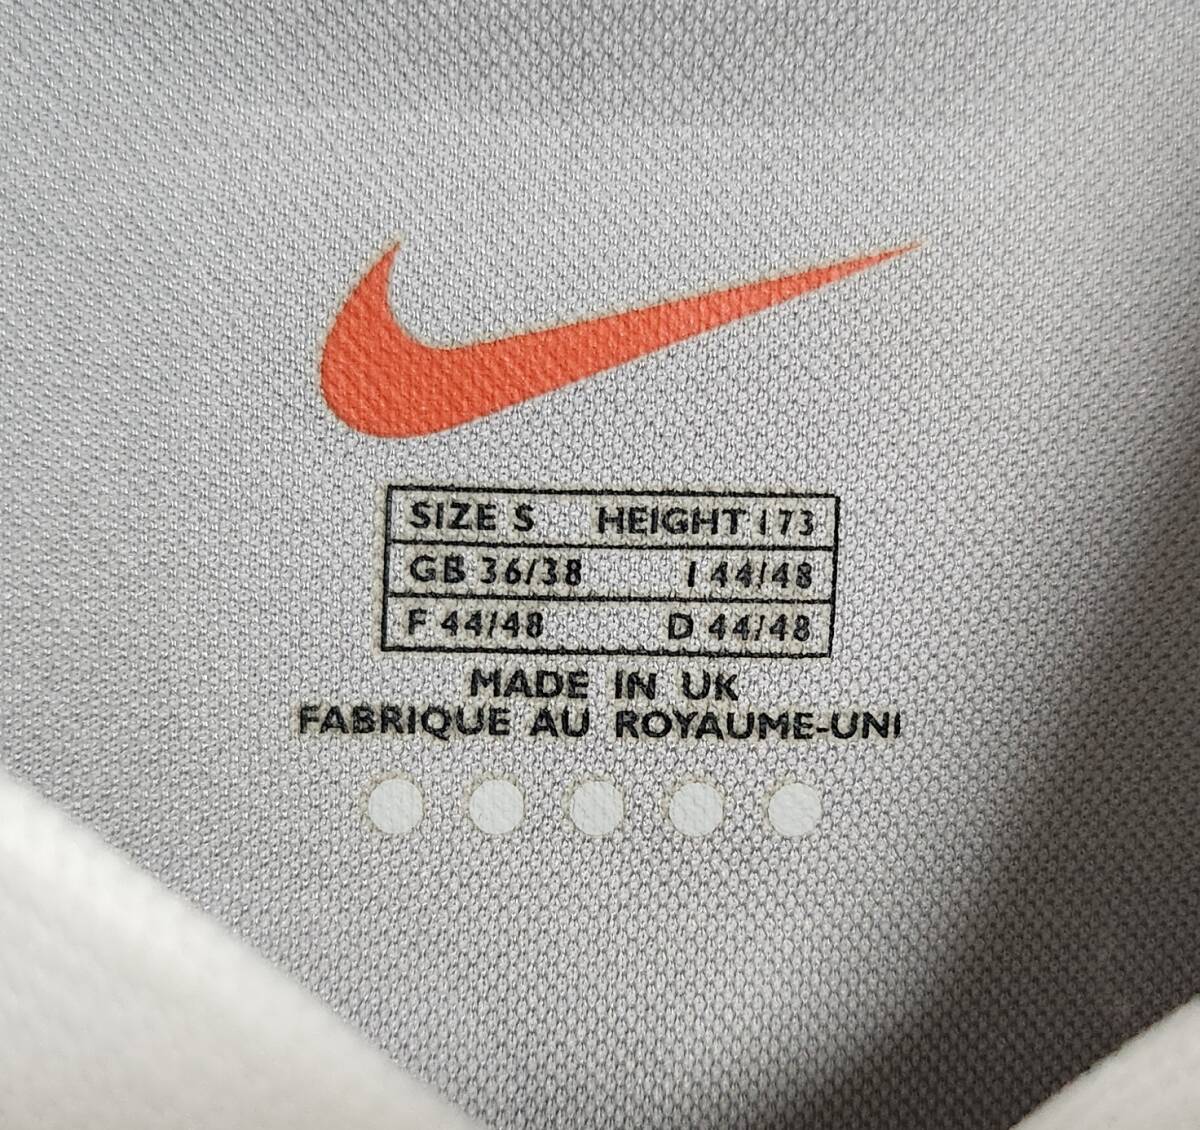 SIZE S HEIGHT 173
GB 36/38 I 44/48
F 44/48 D 44/48
MADE IN UK
FABRIQUE AU ROYAUME-UNI